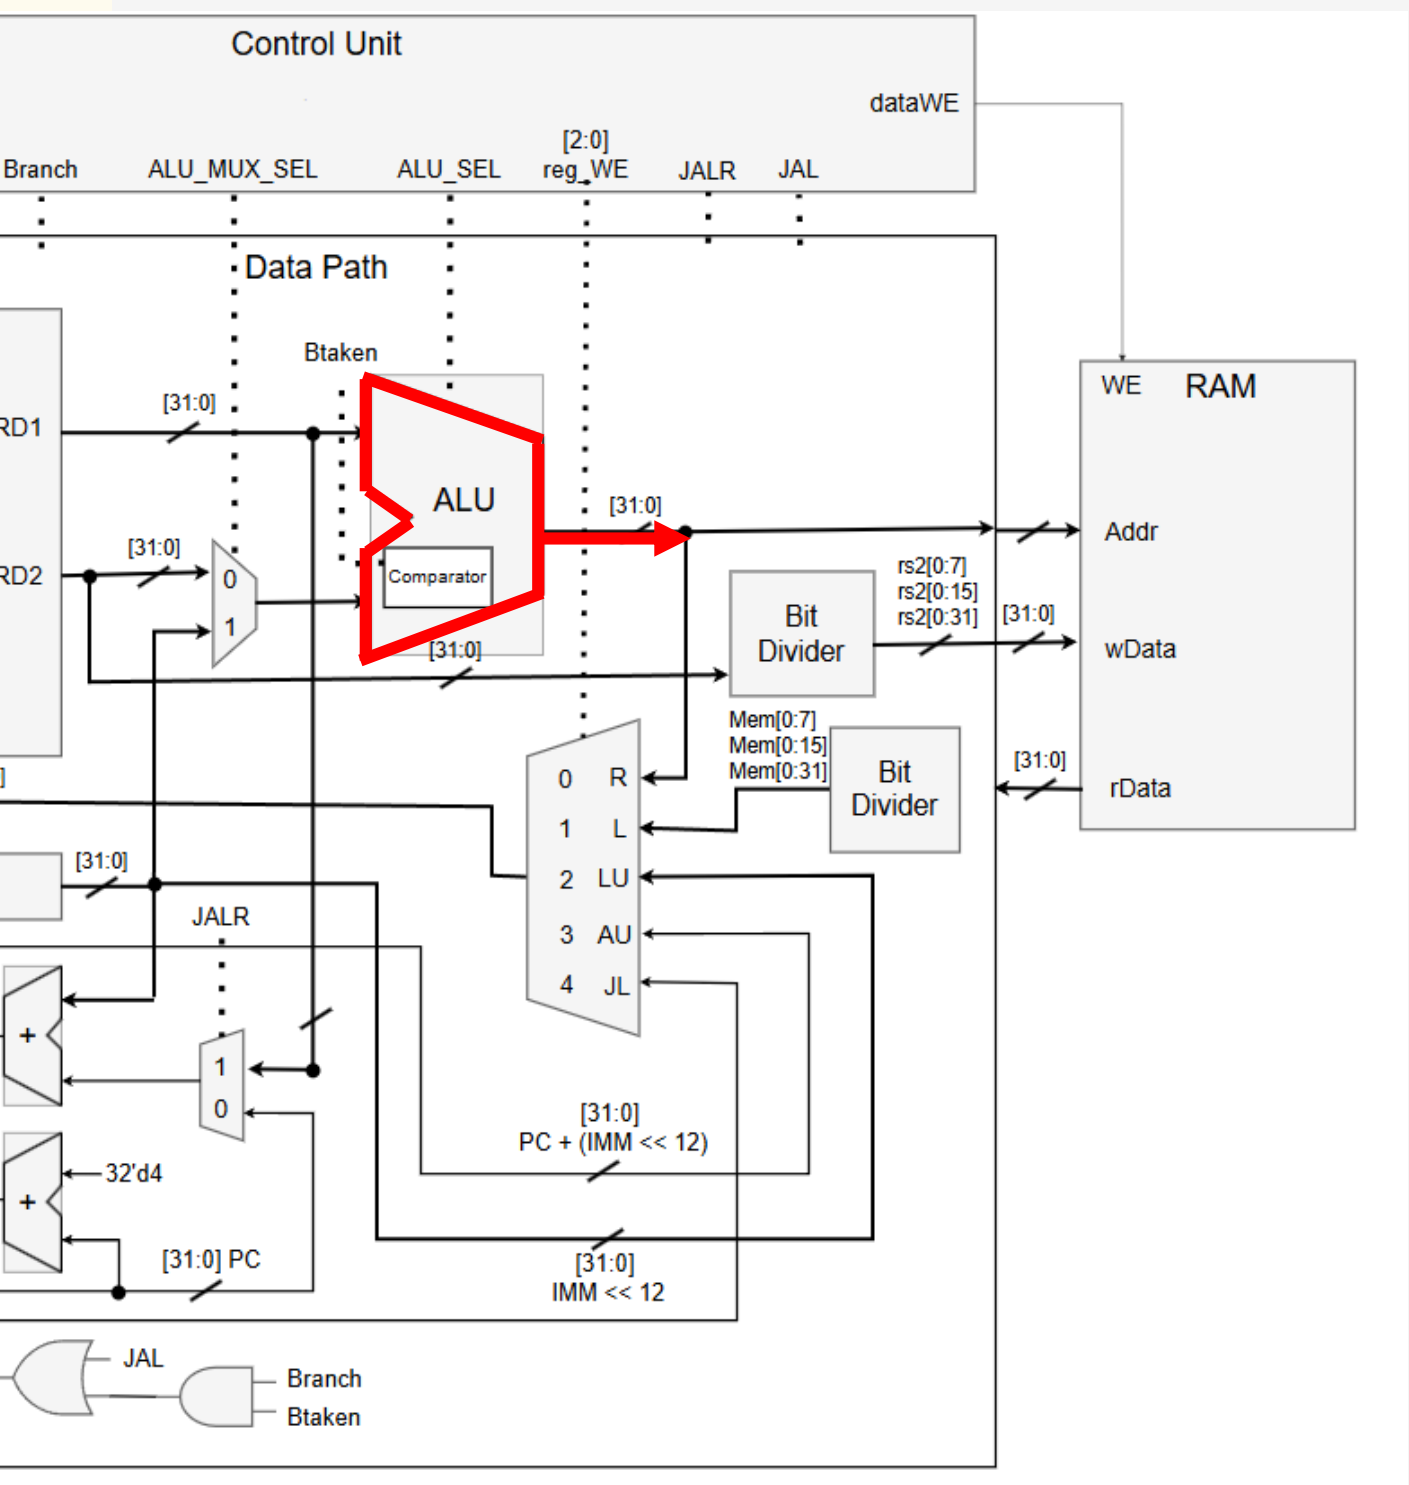 Control Unit
dataWE
[2:0]
Branch
ALU_MUX_SEL
ALU_SEL
reg_WE
JALR
JAL
Data Path
Btaken
WE
RAM
[31:0]
RD1
ALU
[31:0]
Addr
[31:0]
RD2
0
1
Comparator
Bit
Divider
rs2[0:7]
rs2[0:15]
rs2[0:31]
[31:0]
wData
[31:0]
Mem[0:7]
Mem[0:15]
Mem[0:31]
Bit
Divider
[31:0]
rData
]
0 R
1 L
2 LU
3 AU
4 JL
[31:0]
JALR
+
1
0
[31:0]
PC + (IMM << 12)
32'd4
+
[31:0] PC
[31:0]
IMM << 12
JAL
Branch
Btaken